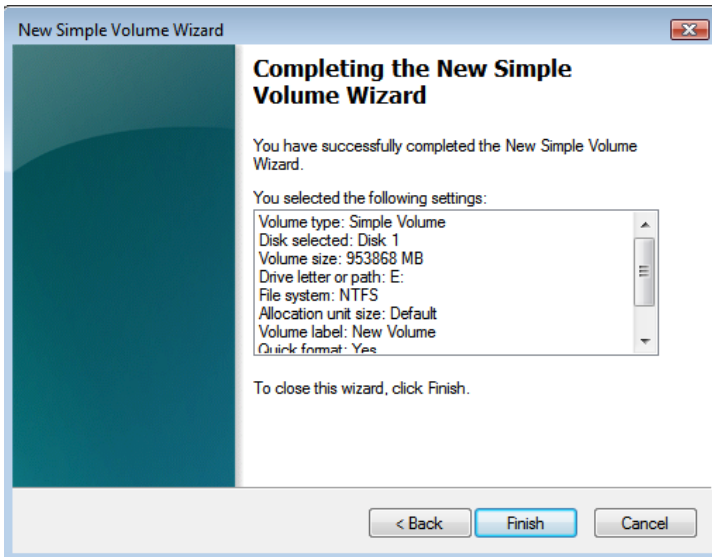 New Simple Volume Wizard
Completing the New Simple
Volume Wizard
You have successfully completed the New Simple Volume
Wizard.
You selected the following settings:
Volume type: Simple Volume
Disk selected: Disk 1
Volume size: 953868 MB
Drive letter or path: E:
File system: NTFS
Allocation unit size: Default
Volume label: New Volume
Quick format: Yes
To close this wizard, click Finish.
< Back Finish Cancel